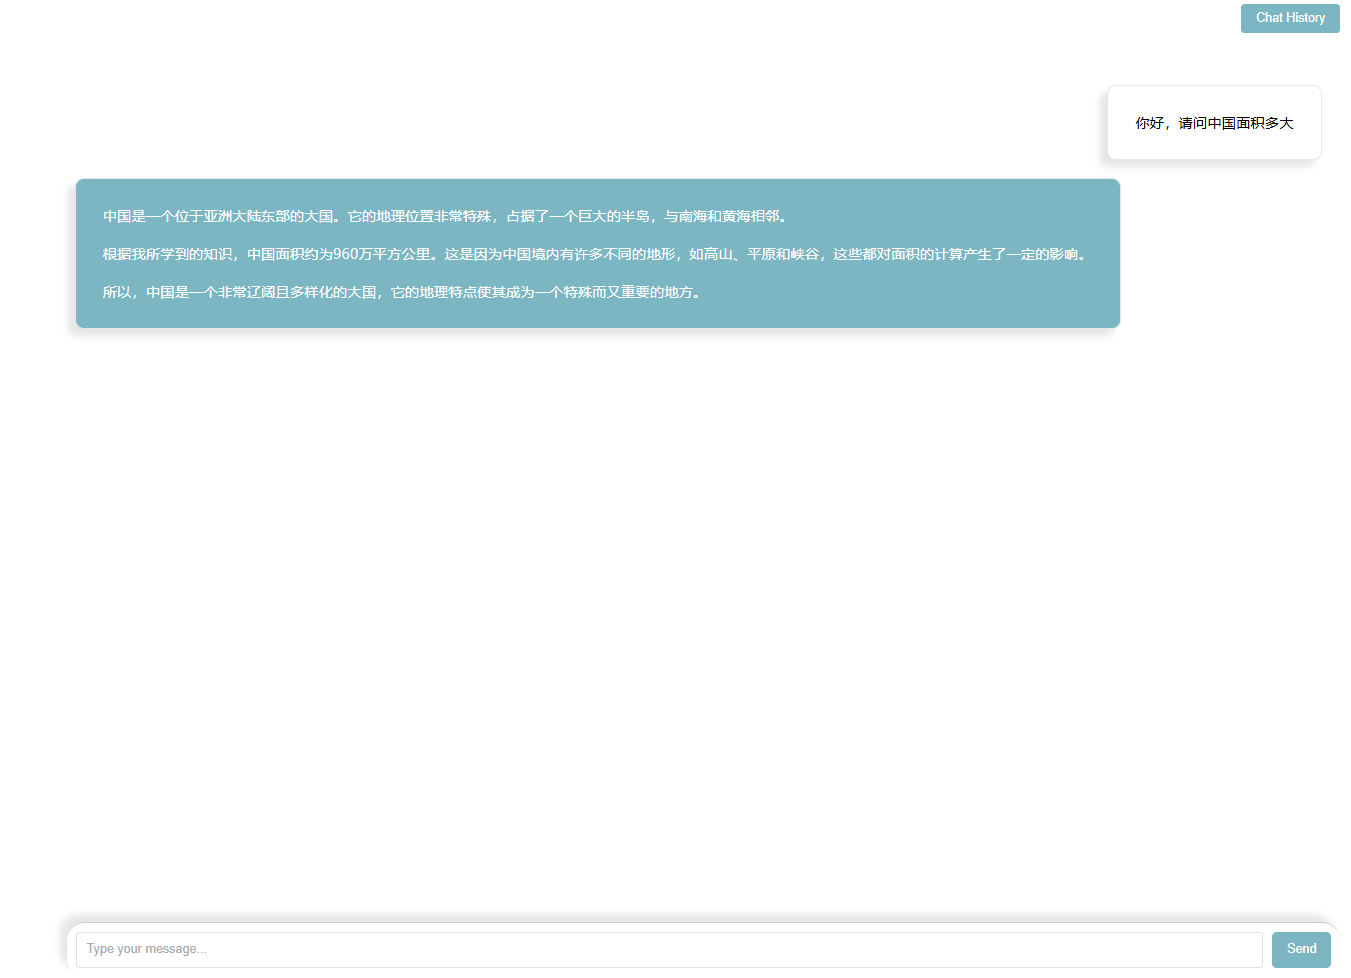 Chat History
你好，请问中国面积多大
中国是一个位于亚洲大陆东部的大国。它的地理位置非常特殊，占据了一个巨大的半岛，与南海和黄海相邻。
根据我所学到的知识，中国面积约为960万平方公里。这是因为中国境内有许多不同的地形，如高山、平原和峡谷，这些都对面积的计算产生了一定的影响。
所以，中国是一个非常辽阔且多样化的大国，它的地理特点使其成为一个特殊而又重要的地方。
Type your message...
Send